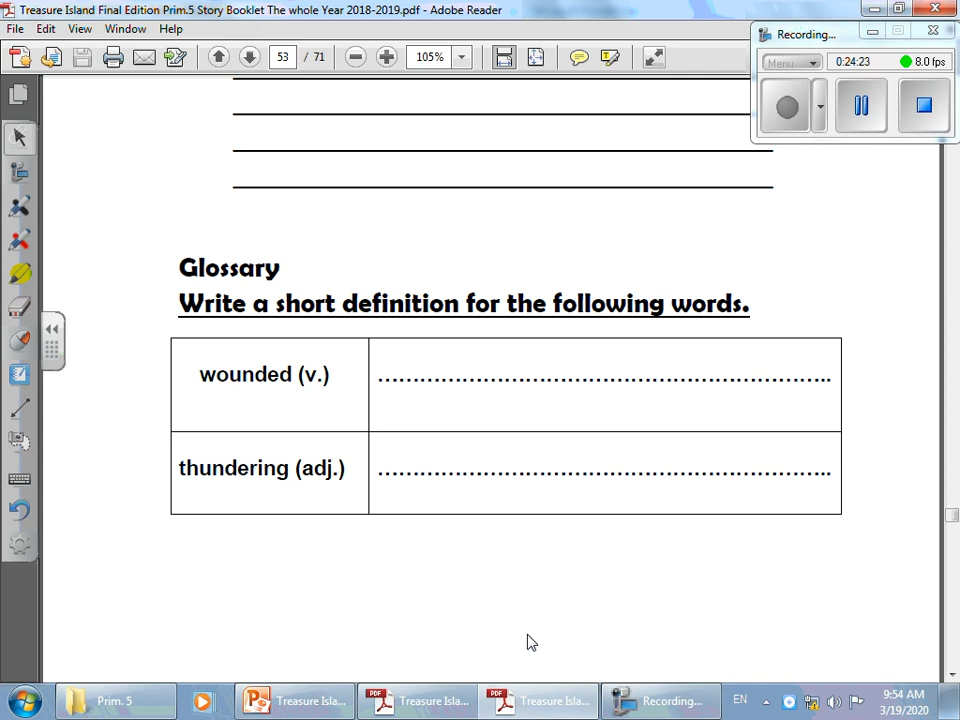 Treasure Island Final Edition Prim.5 Story Booklet The whole Year 2018-2019.pdf - Adobe Reader
File Edit View Window Help
Recording...
53 / 71 105%
Menu 0:24:23 8.0 fps
Glossary
Write a short definition for the following words.
wounded (v.) …………………………………………………………..
thundering (adj.) …………………………………………………………..
Prim. 5 Treasure Isla... Treasure Isla... Treasure Isla... Recording... EN 9:54 AM
3/19/2020